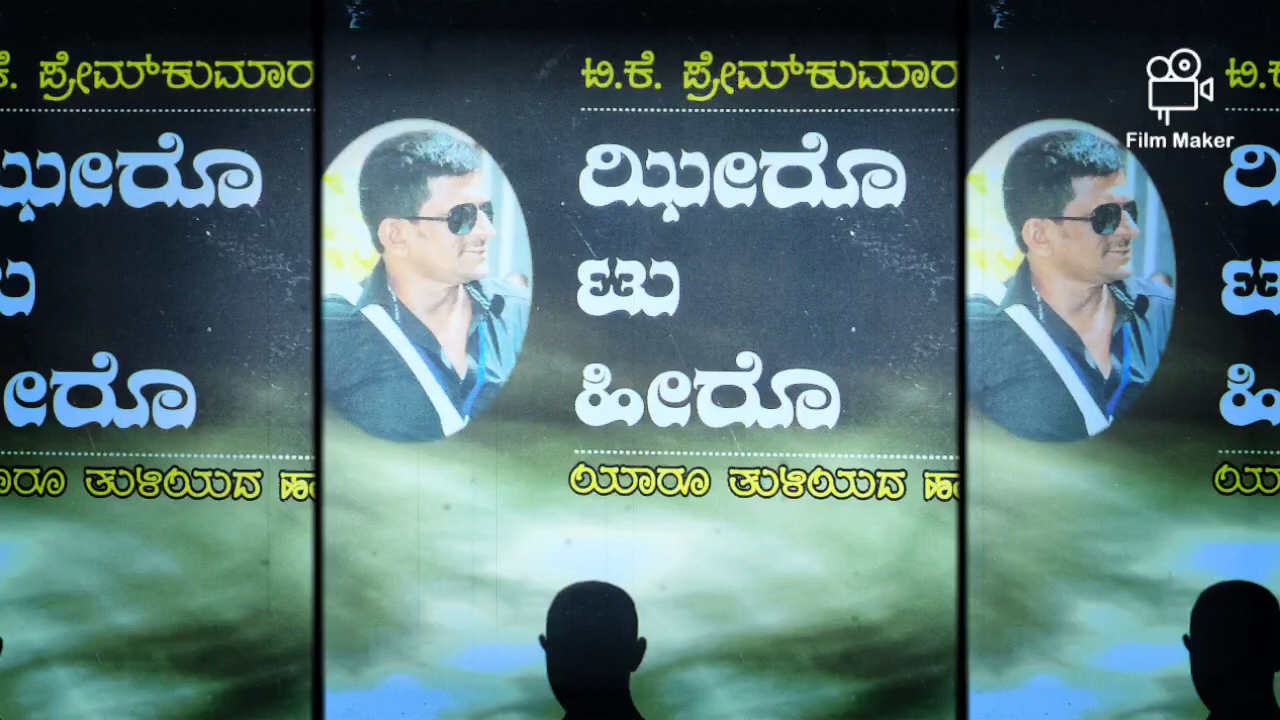 ಟಿ.ಕೆ. ಪ್ರೇಮ್‌ಕುಮಾರ
Film Maker
ಝೀರೊ
ಟು
ಹೀರೊ
ಯಾರೂ ತುಳಿಯದ